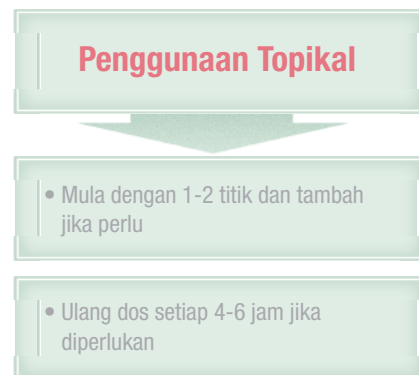 Penggunaan Topikal
• Mula dengan 1-2 titik dan tambah
jika perlu
• Ulang dos setiap 4-6 jam jika
diperlukan